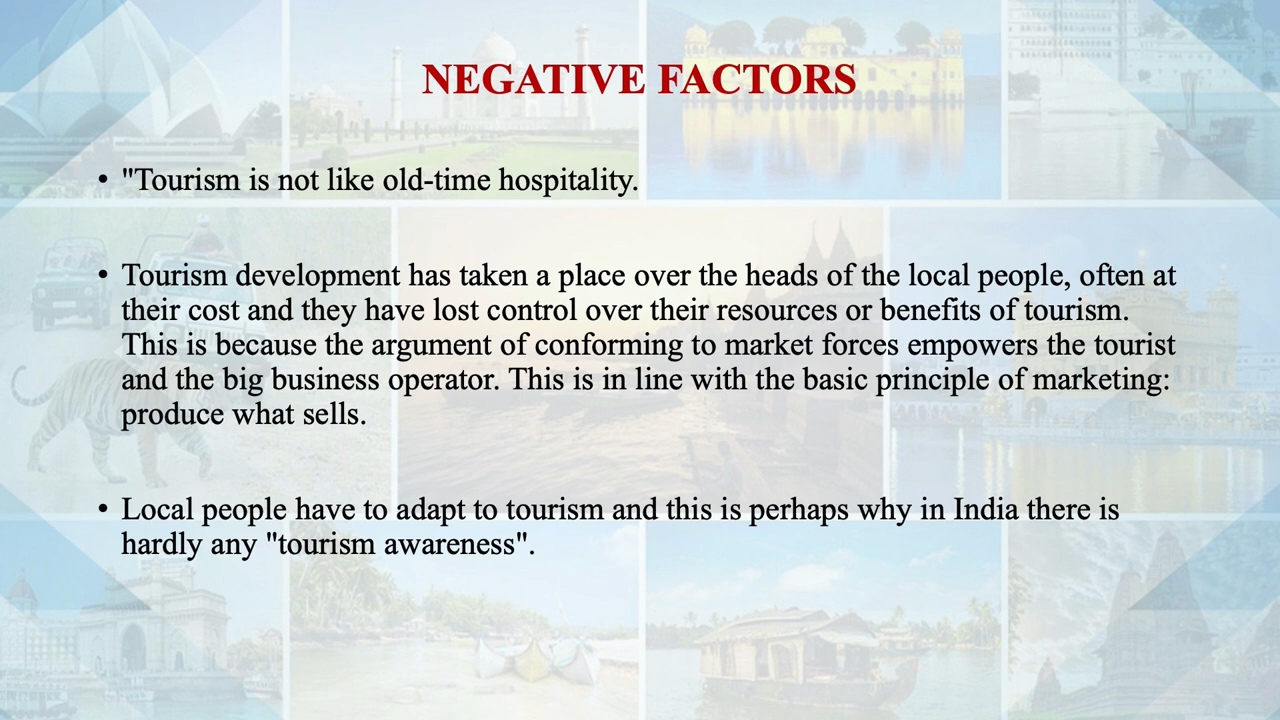 NEGATIVE FACTORS
• "Tourism is not like old-time hospitality.
• Tourism development has taken a place over the heads of the local people, often at
their cost and they have lost control over their resources or benefits of tourism.
This is because the argument of conforming to market forces empowers the tourist
and the big business operator. This is in line with the basic principle of marketing:
produce what sells.
• Local people have to adapt to tourism and this is perhaps why in India there is
hardly any "tourism awareness".